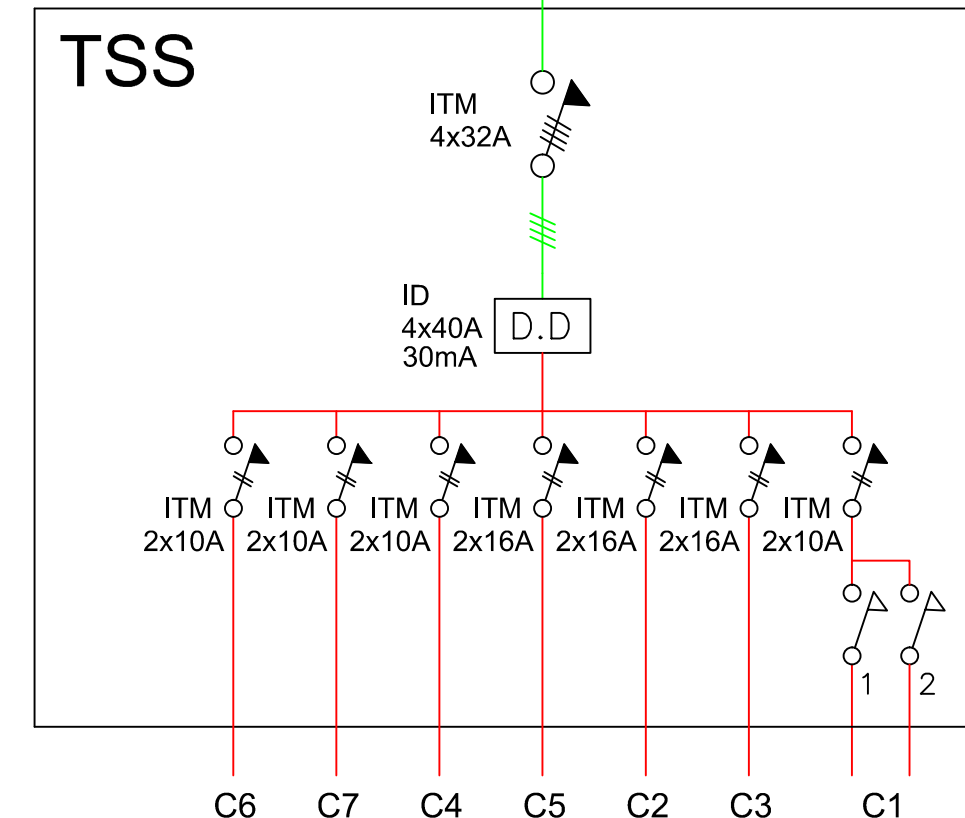 TSS
ITM
4x32A
ID
4x40A
30mA
D.D
ITM ITM ITM ITM ITM ITM ITM
2x10A 2x10A 2x10A 2x16A 2x16A 2x16A 2x10A
1 2
C6 C7 C4 C5 C2 C3 C1